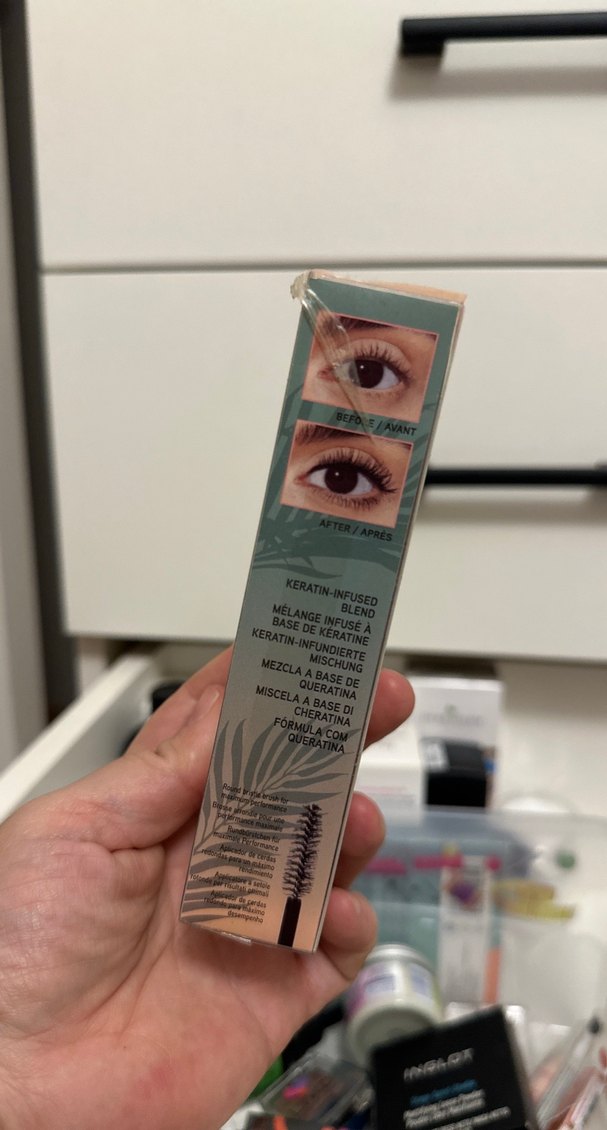 BEFORE / AVANT
AFTER / APRÈS
KERATIN-INFUSED
BLEND
MÉLANGE INFUSÉ À
BASE DE KÉRATINE
KERATIN-INFUNDIERTE
MISCHUNG
MEZCLA A BASE DE
QUERATINA
MISCELA A BASE DI
CHERATINA
FÓRMULA COM
QUERATINA
Round bristle brush for
maximum performance
Brosse arrondie pour une
performance maximale
Rundbürstchen für
maximale Performance
Aplicador de cerdas
redondas para un máximo
rendimiento
Applicatore a setole
rotonde per risultati ottimali
Aplicador de cerdas
redondo para máximo
desempenho
INGLOT